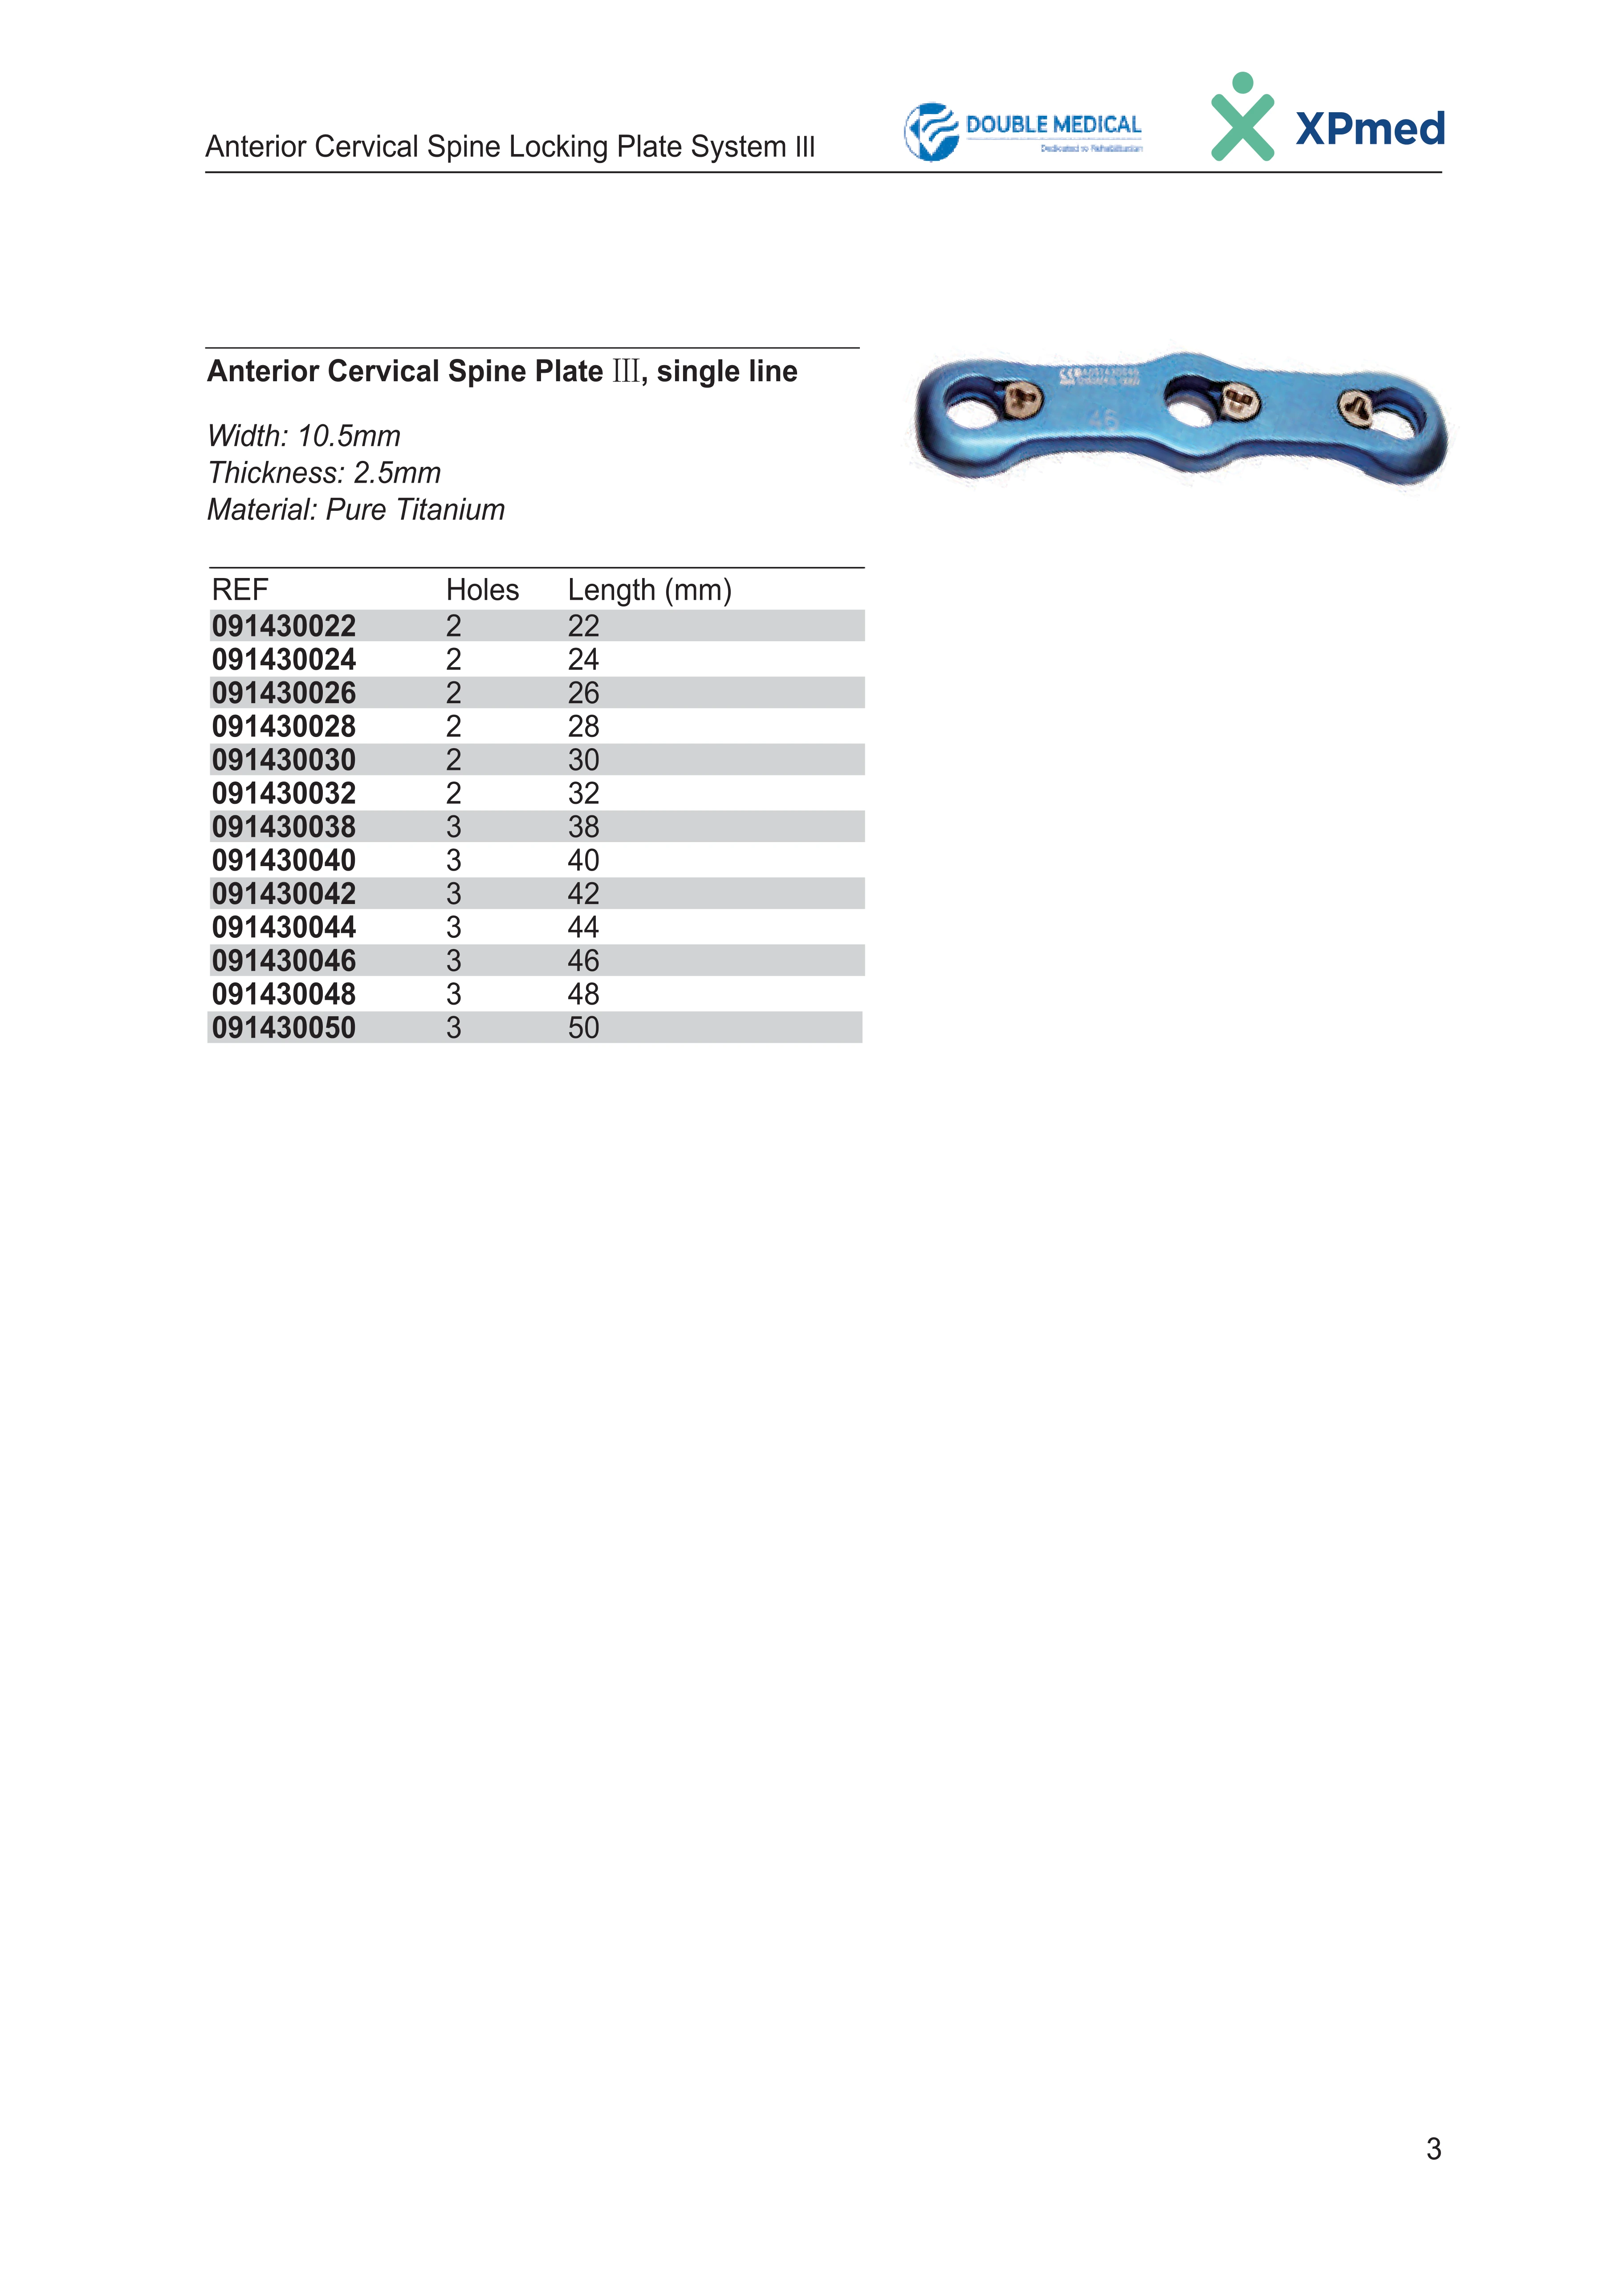 Anterior Cervical Spine Locking Plate System III
DOUBLE MEDICAL
Dedicated to Rehabilitation
XPmed
Anterior Cervical Spine Plate Ⅲ, single line
Width: 10.5mm
Thickness: 2.5mm
Material: Pure Titanium
46
REF Holes Length (mm)
091430022 2 22
091430024 2 24
091430026 2 26
091430028 2 28
091430030 2 30
091430032 2 32
091430038 3 38
091430040 3 40
091430042 3 42
091430044 3 44
091430046 3 46
091430048 3 48
091430050 3 50
3